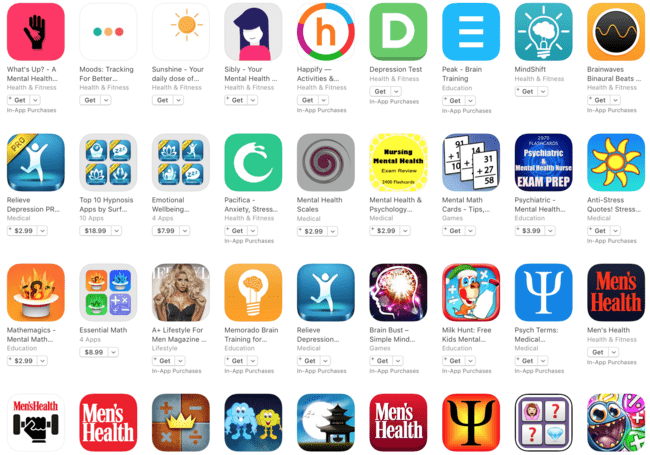 What's Up? - A
Mental Health...
Health & Fitness
+ Get
In-App Purchases
Moods: Tracking
For Better...
Health & Fitness
Get
Sunshine - Your
daily dose of...
Health & Fitness
Get
Sibly - Your
Mental Health ...
Health & Fitness
+ Get
h
Happify —
Activities &...
Health & Fitness
Get
In-App Purchases
D
Depression Test
Health & Fitness
Get
In-App Purchases
Peak - Brain
Training
Education
+ Get
In-App Purchases
MindShift
Health & Fitness
+ Get
Brainwaves
Binaural Beats ...
Health & Fitness
+ Get
In-App Purchases
PRO
Relieve
Depression PR...
Medical
+ $2.99
Top 10 Hypnosis
Apps by Surf...
10 Apps
$18.99
Emotional
Wellbeing...
4 Apps
$7.99
Pacifica -
Anxiety, Stress...
Health & Fitness
+ Get
In-App Purchases
Mental Health
Scales
Medical
+ $2.99
Nursing
Mental Health
Exam Review
2400 Flashcards
Mental Health &
Psychology...
Medical
+ $2.99
91
+ 1
14
+ 10
31
+ 27
58
Mental Math
Cards - Tips,...
Games
+ Get
2970
FLASHCARDS
Psychiatric
&
Mental Health Nurse
EXAM PREP
Psychiatric -
Mental Health...
Education
+ $3.99
Anti-Stress
Quotes! Stress...
Medical
+ Get
In-App Purchases
Mathemagics -
Mental Math...
Education
+ $2.99
Essential Math
4 Apps
$8.99
A+ Lifestyle For
Men Magazine ...
Lifestyle
+ Get
In-App Purchases
Memorado Brain
Training for...
Education
+ Get
In-App Purchases
Relieve
Depression...
Medical
+ Get
In-App Purchases
Brain Bust –
Simple Mind...
Games
+ Get
In-App Purchases
Milk Hunt: Free
Kids Mental...
Education
+ Get
In-App Purchases
Ψ
Psych Terms:
Medical...
Education
+ Get
In-App Purchases
Men's
Health
Men's Health
Health & Fitness
Get
In-App Purchases
Men'sHealth
Men's
Health
Men's
Health
Ψ
? ?